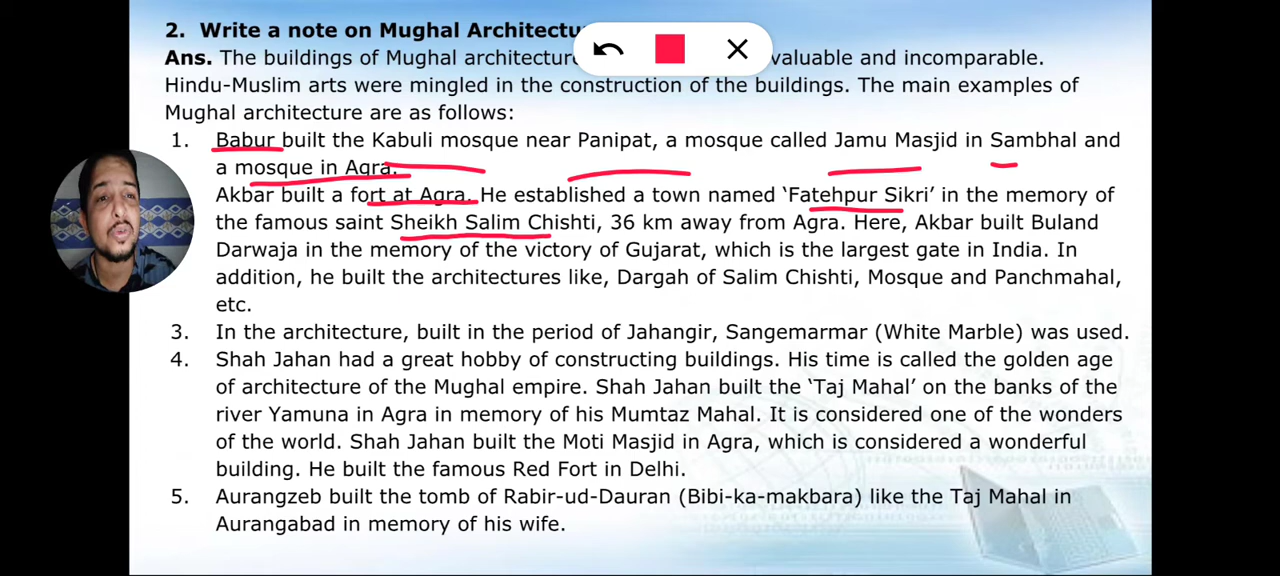 2. Write a note on Mughal Architectu
Ans. The buildings of Mughal architecture valuable and incomparable.
Hindu-Muslim arts were mingled in the construction of the buildings. The main examples of
Mughal architecture are as follows:
1. Babur built the Kabuli mosque near Panipat, a mosque called Jamu Masjid in Sambhal and
a mosque in Agra.
Akbar built a fort at Agra. He established a town named ‘Fatehpur Sikri’ in the memory of
the famous saint Sheikh Salim Chishti, 36 km away from Agra. Here, Akbar built Buland
Darwaja in the memory of the victory of Gujarat, which is the largest gate in India. In
addition, he built the architectures like, Dargah of Salim Chishti, Mosque and Panchmahal,
etc.
3. In the architecture, built in the period of Jahangir, Sangemarmar (White Marble) was used.
4. Shah Jahan had a great hobby of constructing buildings. His time is called the golden age
of architecture of the Mughal empire. Shah Jahan built the ‘Taj Mahal’ on the banks of the
river Yamuna in Agra in memory of his Mumtaz Mahal. It is considered one of the wonders
of the world. Shah Jahan built the Moti Masjid in Agra, which is considered a wonderful
building. He built the famous Red Fort in Delhi.
5. Aurangzeb built the tomb of Rabir-ud-Dauran (Bibi-ka-makbara) like the Taj Mahal in
Aurangabad in memory of his wife.